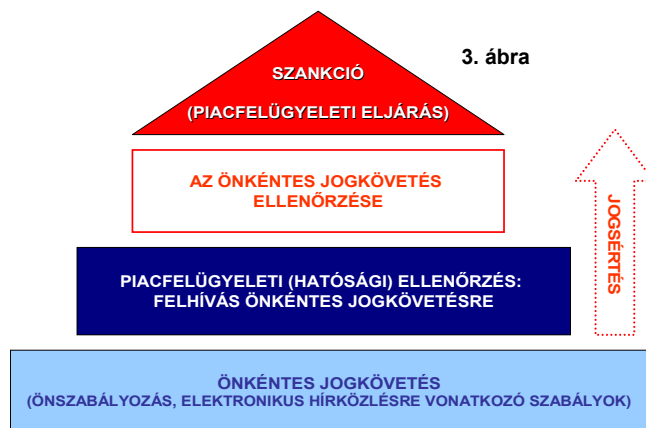 3. ábra
SZANKCIÓ
(PIACFELÜGYELETI ELJÁRÁS)
AZ ÖNKÉNTES JOGKÖVETÉS
ELLENŐRZÉSE
JOGSÉRTÉS
PIACFELÜGYELETI (HATÓSÁGI) ELLENŐRZÉS:
FELHÍVÁS ÖNKÉNTES JOGKÖVETÉSRE
ÖNKÉNTES JOGKÖVETÉS
(ÖNSZABÁLYOZÁS, ELEKTRONIKUS HÍRKÖZLÉSRE VONATKOZÓ SZABÁLYOK)